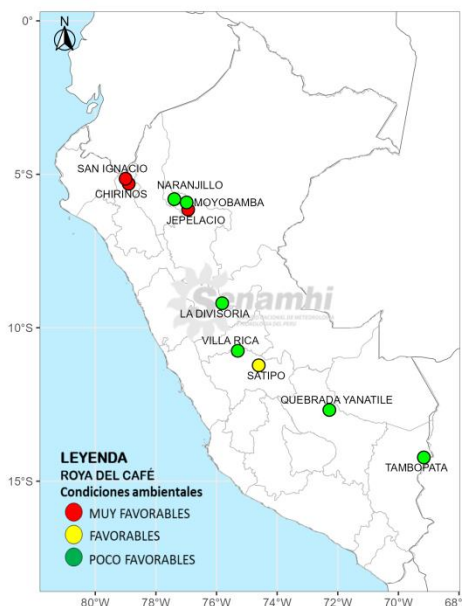 N
0°
SAN IGNACIO
5°S
NARANJILLO
CHIRINOS
MOYOBAMBA
JEPELACIO
Senamhi
LA DIVISORIA
10°S
VILLA RICA
SATIPO
QUEBRADA YANATILE
TAMBOPATA
LEYENDA
ROYA DEL CAFÉ
Condiciones ambientales
15°S
MUY FAVORABLES
FAVORABLES
POCO FAVORABLES
80°W 78°W 76°W 74°W 72°W 70°W 68°W